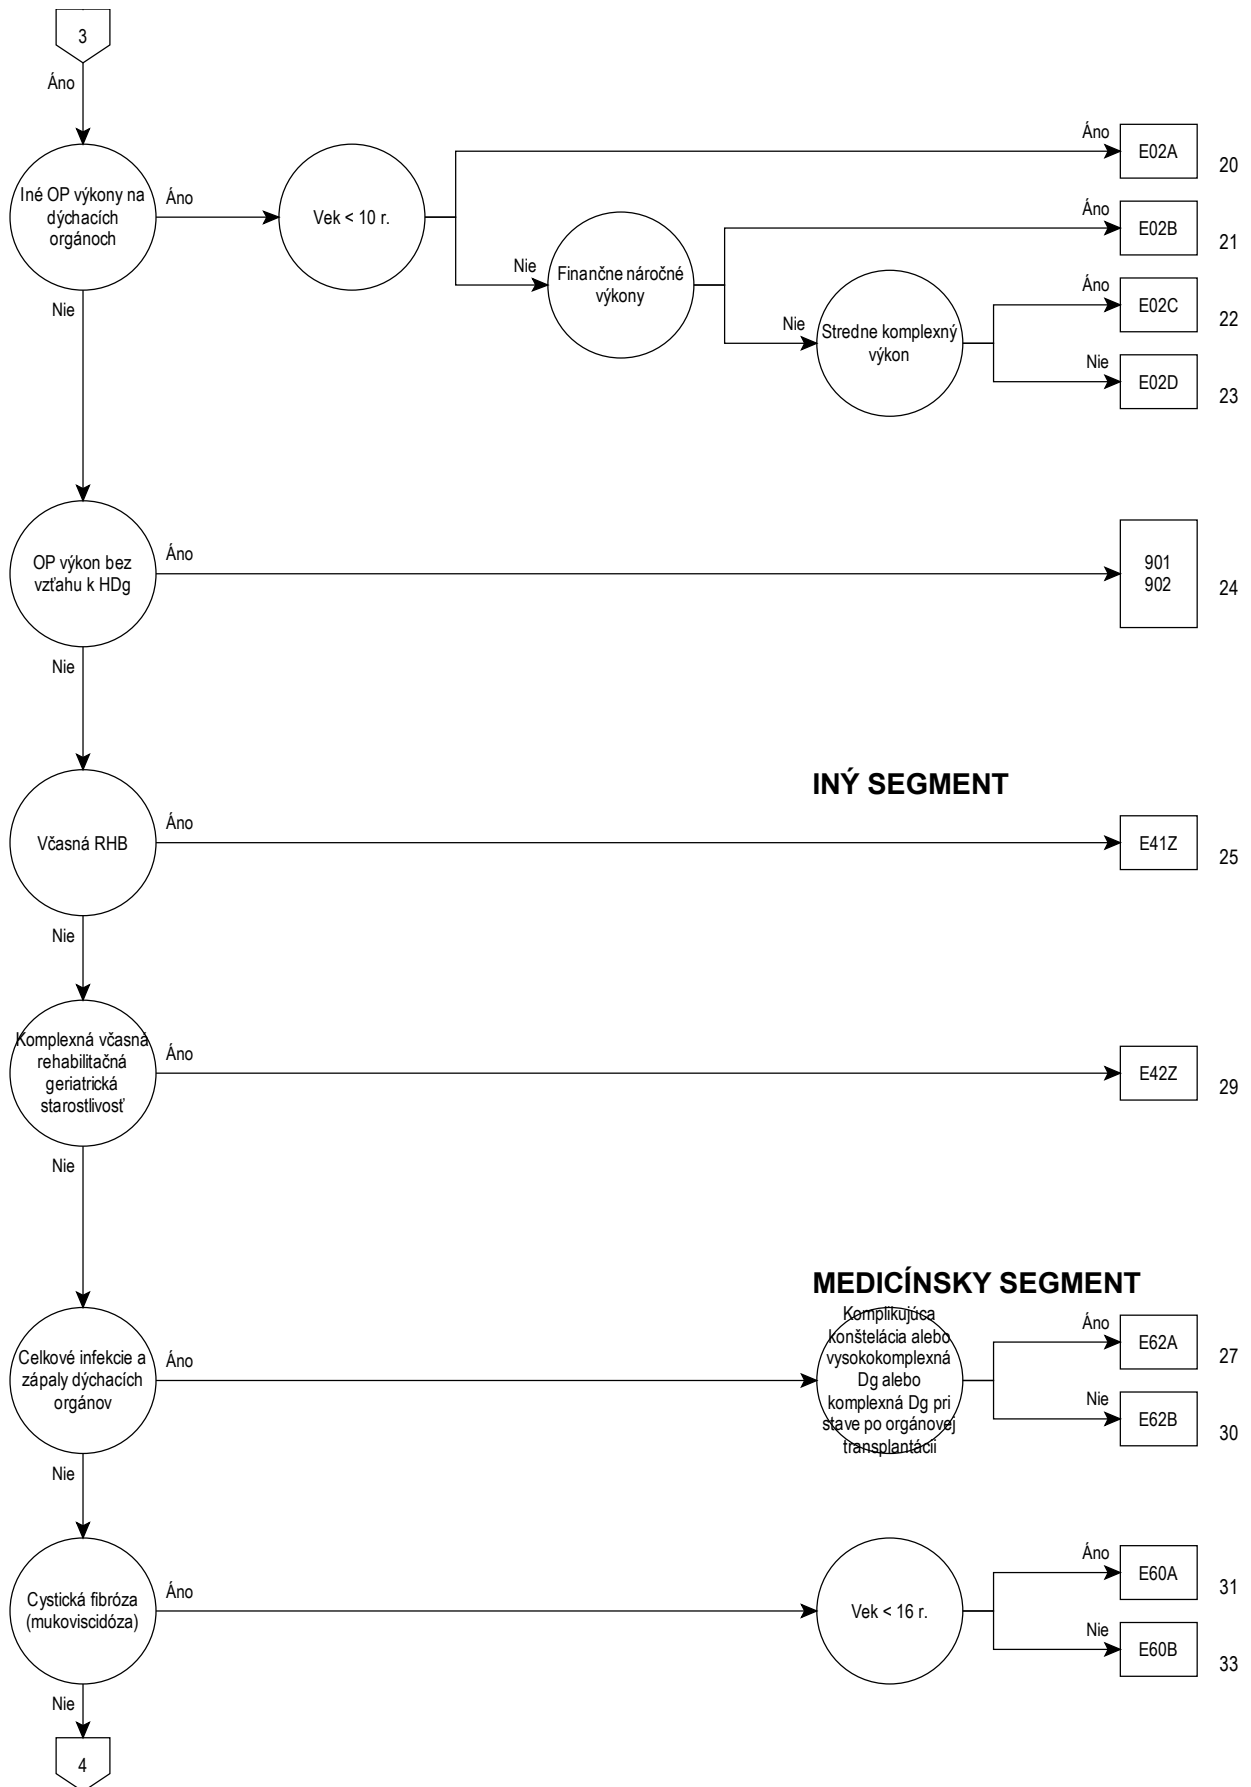 3
Áno
Iné OP výkony na
dýchacích
orgánoch
Áno
Vek < 10 r.
Áno
E02A
20
Nie
Finančne náročné
výkony
Áno
E02B
21
Nie
Stredne komplexný
výkon
Áno
E02C
22
Nie
E02D
23
Nie
OP výkon bez
vzťahu k HDg
Áno
901
902
24
Nie
INÝ SEGMENT
Včasná RHB
Áno
E41Z
25
Nie
Komplexná včasná
rehabilitačná
geriatrická
starostlivosť
Áno
E42Z
29
Nie
MEDICÍNSKY SEGMENT
Celkové infekcie a
zápaly dýchacích
orgánov
Áno
Komplikujúca
konštelácia alebo
vysokokomplexná
Dg alebo
komplexná Dg pri
stave po orgánovej
transplantácii
Áno
E62A
27
Nie
E62B
30
Nie
Cystická fibróza
(mukoviscidóza)
Áno
Vek < 16 r.
Áno
E60A
31
Nie
E60B
33
Nie
4